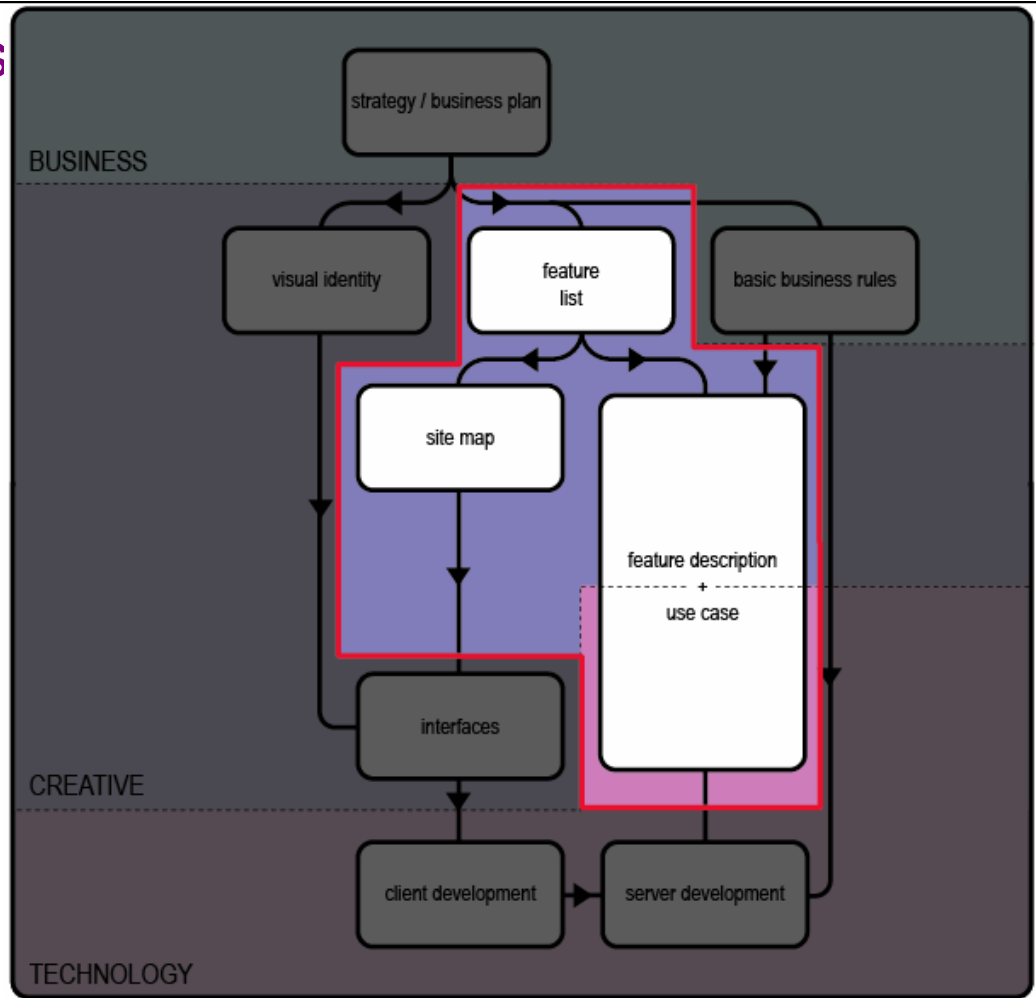 strategy / business plan
BUSINESS
visual identity
feature
list
basic business rules
site map
feature description
+
use case
interfaces
CREATIVE
client development
server development
TECHNOLOGY